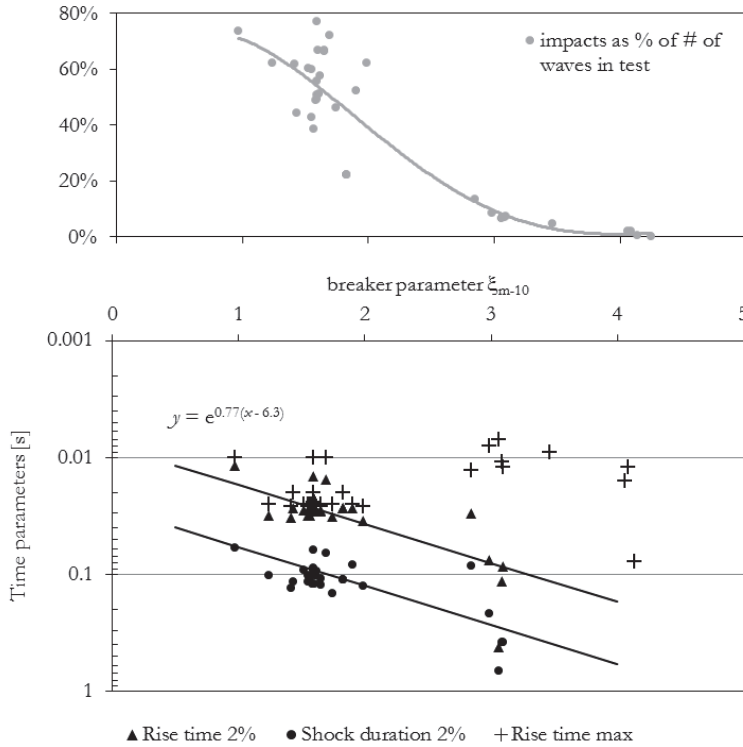 80%
60%
40%
20%
0%
impacts as % of # of
waves in test
breaker parameter ξm-10
0 1 2 3 4 5
0.001
0.01
0.1
1
Time parameters [s]
y = e0.77(x - 6.3)
▲ Rise time 2% ● Shock duration 2% + Rise time max